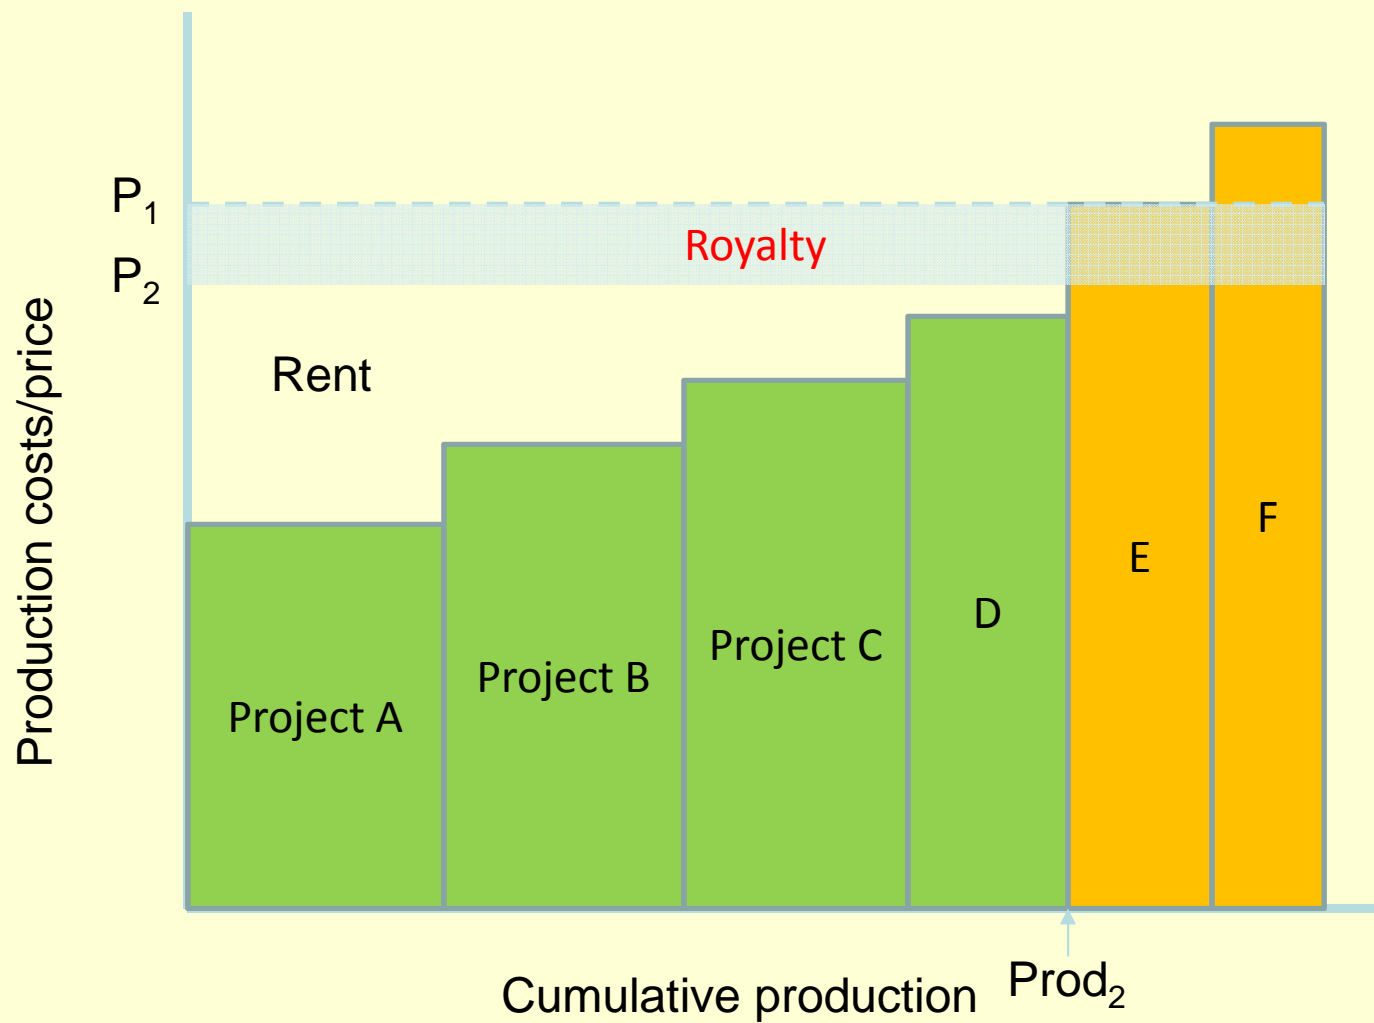 P₁
Royalty
P₂
Production costs/price
Rent
F
E
D
Project C
Project B
Project A
Prod₂
Cumulative production